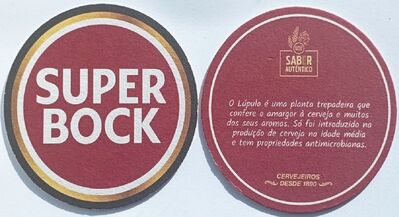 SUPER
BOCK
SABOR
AUTÊNTICO
O Lúpulo é uma planta trepadeira que
confere o amargor à cerveja e muitos
dos seus aromas. Só foi introduzido na
produção de cerveja na idade média
e tem propriedades antimicrobianas.
CERVEJEIROS
DESDE 1890